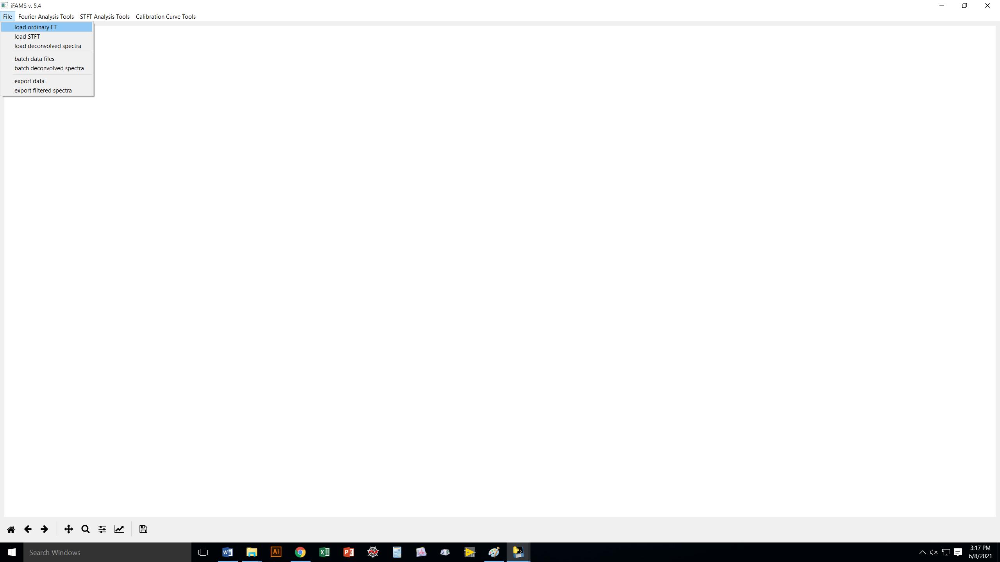 iFAMS v. 5.4
File Fourier Analysis Tools STFT Analysis Tools Calibration Curve Tools
load ordinary FT
load STFT
load deconvolved spectra
batch data files
batch deconvolved spectra
export data
export filtered spectra
Search Windows
Ai
19
3:17 PM
6/8/2021